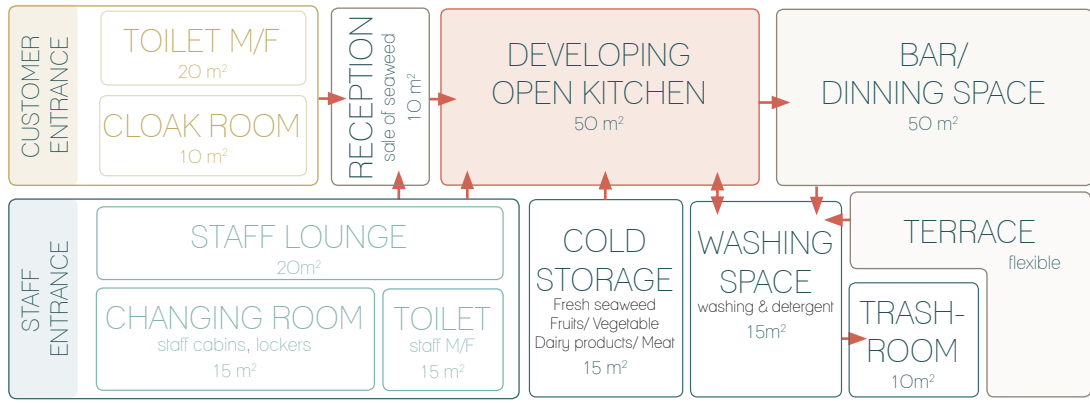 CUSTOMER
ENTRANCE
TOILET M/F
20 m²
CLOAK ROOM
10 m²
RECEPTION
sale of seaweed
10 m²
DEVELOPING
OPEN KITCHEN
50 m²
BAR/
DINNING SPACE
50 m²
STAFF
ENTRANCE
STAFF LOUNGE
20m²
CHANGING ROOM
staff cabins, lockers
15 m²
TOILET
staff M/F
15 m²
COLD
STORAGE
Fresh seaweed
Fruits/ Vegetable
Dairy products/ Meat
15 m²
WASHING
SPACE
washing & detergent
15m²
TERRACE
flexible
TRASH-
ROOM
10m²